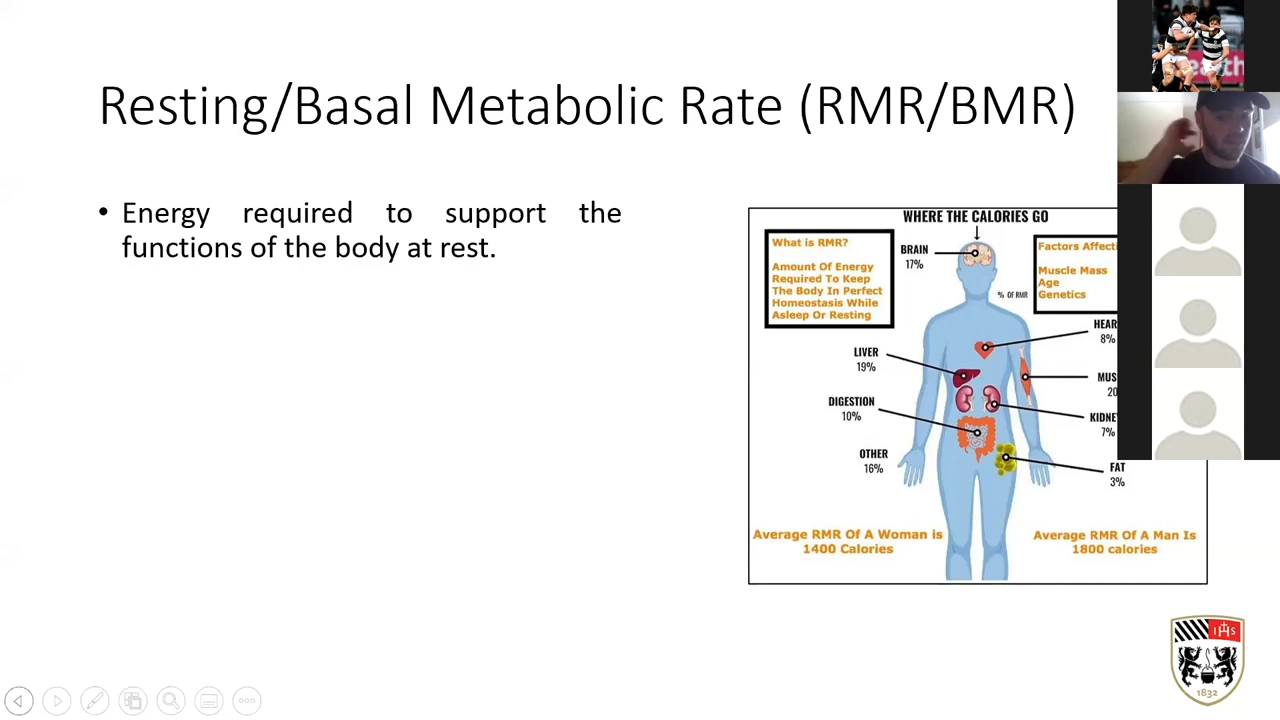 Resting/Basal Metabolic Rate (RMR/BMR)
• Energy required to support the
functions of the body at rest.
WHERE THE CALORIES GO
What is RMR?
Amount Of Energy
Required To Keep
The Body In Perfect
Homeostasis While
Asleep Or Resting
BRAIN
17%
% OF RMR
Factors Affecti
Muscle Mass
Age
Genetics
HEAR
8%
LIVER
19%
MUS
20
DIGESTION
10%
KIDNE
7%
OTHER
16%
FAT
3%
Average RMR Of A Woman is
1400 Calories
Average RMR Of A Man Is
1800 calories
IHS
1832